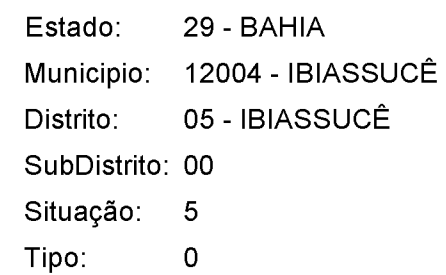 Estado: 29 - BAHIA
Municipio: 12004 - IBIASSUCÊ
Distrito: 05 - IBIASSUCÊ
SubDistrito: 00
Situação: 5
Tipo: 0